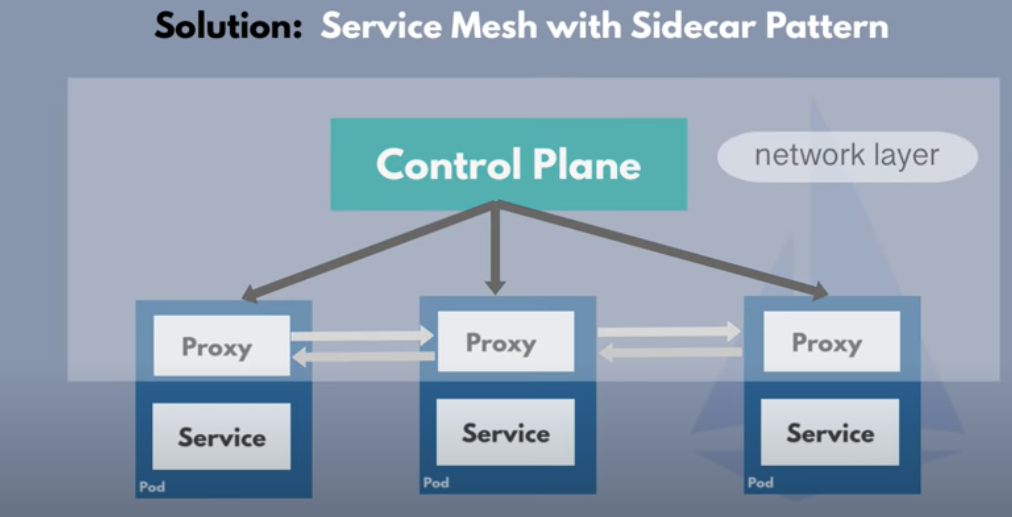 Solution: Service Mesh with Sidecar Pattern
Control Plane
network layer
Proxy
Proxy
Proxy
Service
Service
Service
Pod
Pod
Pod